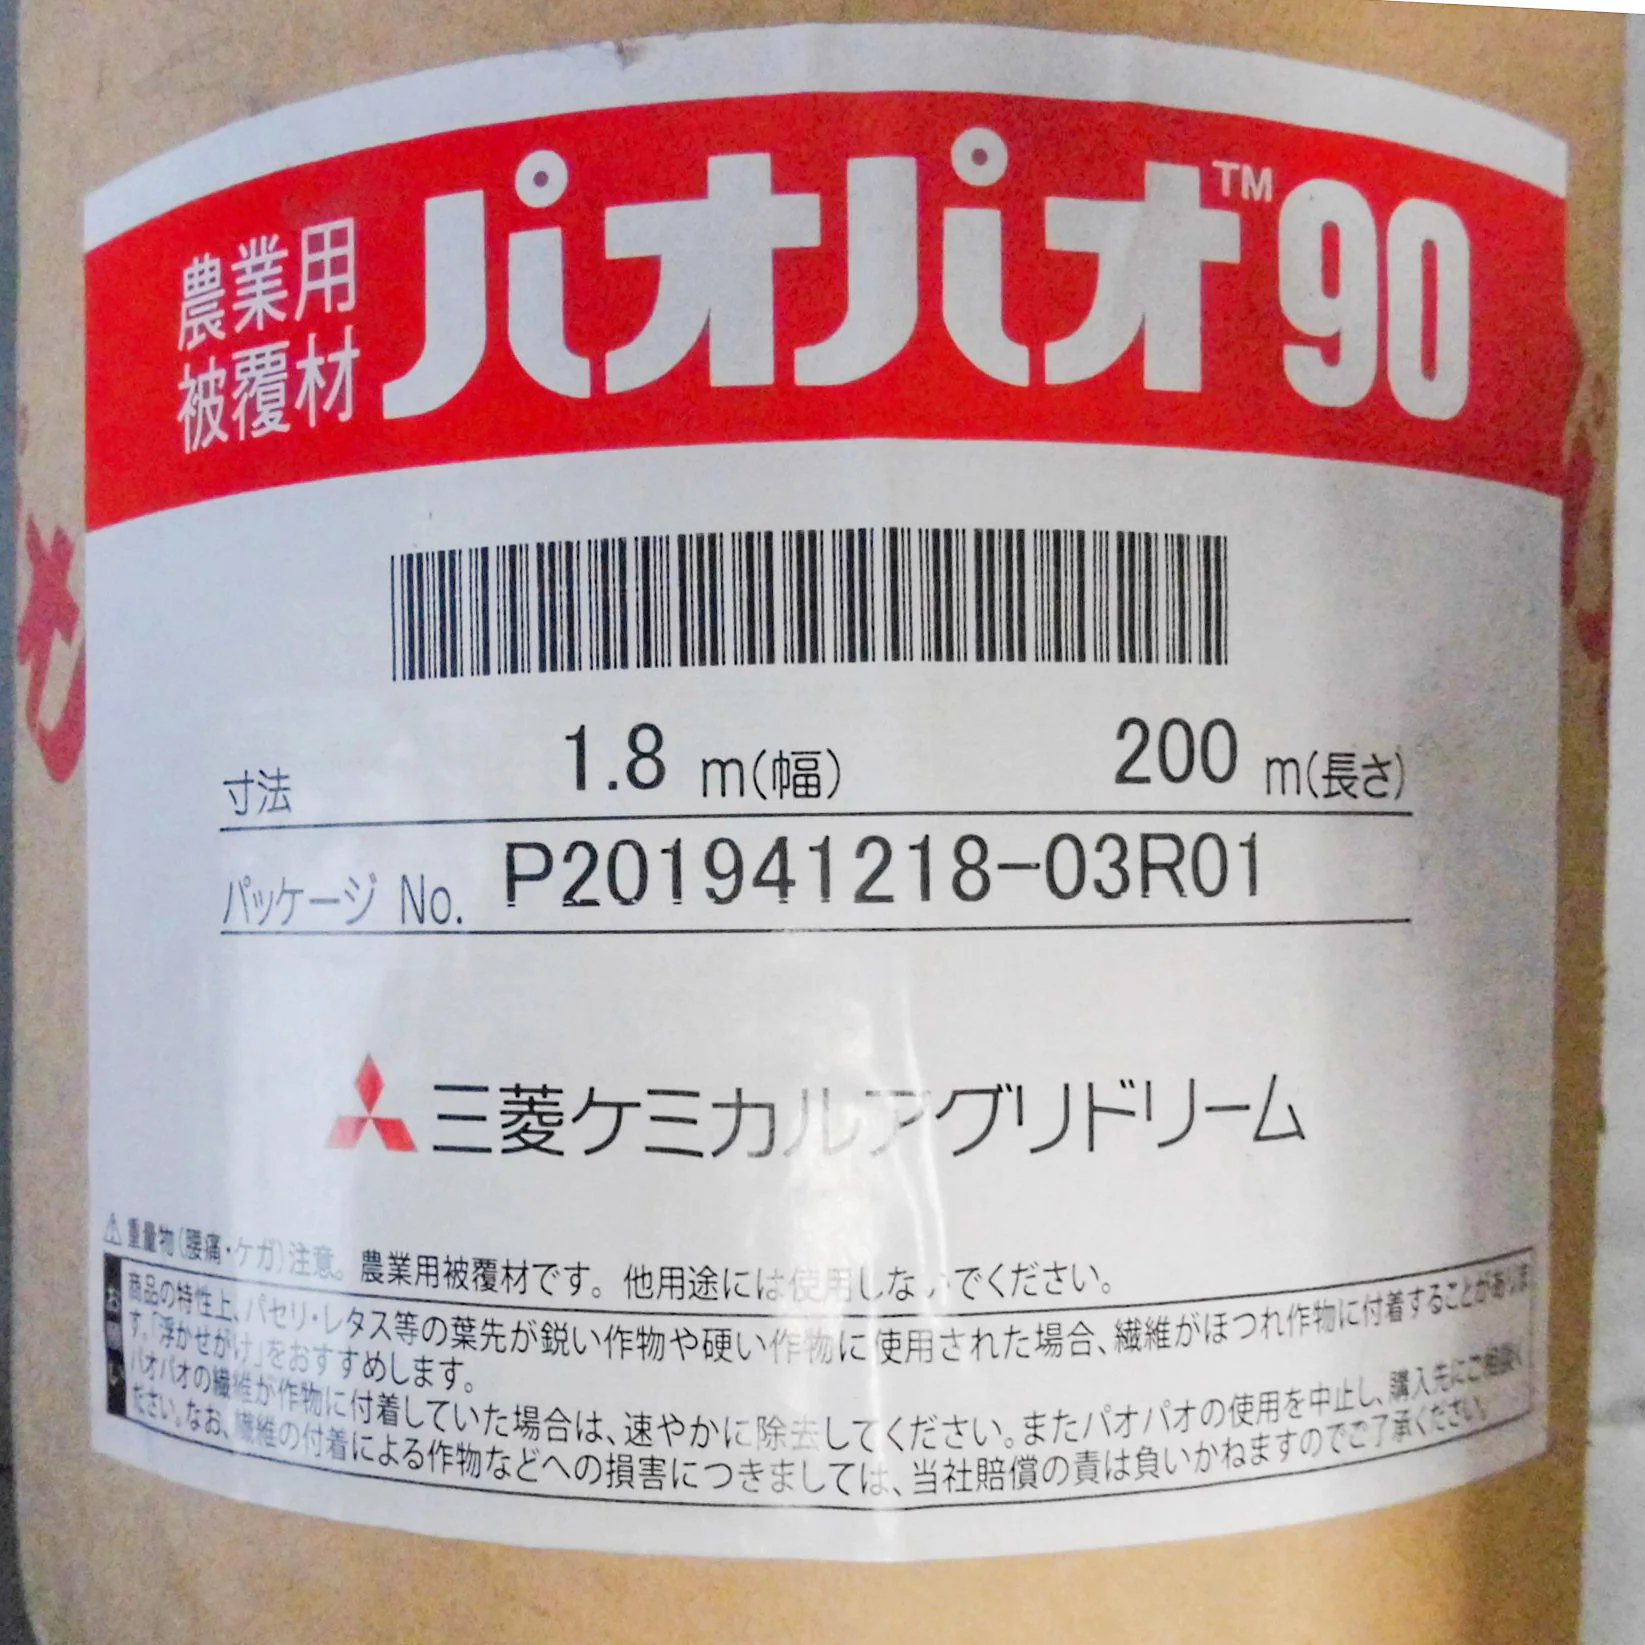 農業用
被覆材
パオパオ™90
寸法 1.8 m(幅) 200 m(長さ)
パッケージ No. P201941218-03R01
三菱ケミカルアグリドリーム
⚠重量物(腰痛・ケガ)注意。農業用被覆材です。他用途には使用しないでください。
お願い
商品の特性上、パセリ・レタス等の葉先が鋭い作物や硬い作物に使用された場合、繊維がほつれ作物に付着することがありま
す。「浮かせがけ」をおすすめします。
パオパオの繊維が作物に付着していた場合は、速やかに除去してください。またパオパオの使用を中止し、購入先にご相談く
ださい。なお、繊維の付着による作物などへの損害につきましては、当社賠償の責は負いかねますのでご了承ください。